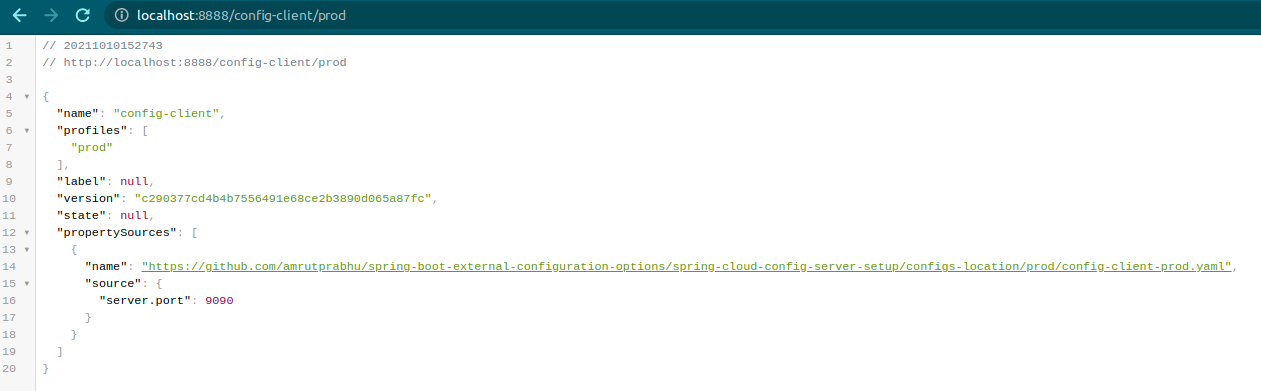 localhost:8888/config-client/prod
1 // 20211010152743
2 // http://localhost:8888/config-client/prod
3
4 {
5 "name": "config-client",
6 "profiles": [
7 "prod"
8 ],
9 "label": null,
10 "version": "c290377cd4b4b7556491e68ce2b3890d065a87fc",
11 "state": null,
12 "propertySources": [
13 {
14 "name": "https://github.com/amrutprabhu/spring-boot-external-configuration-options/spring-cloud-config-server-setup/configs-location/prod/config-client-prod.yaml",
15 "source": {
16 "server.port": 9090
17 }
18 }
19 ]
20 }